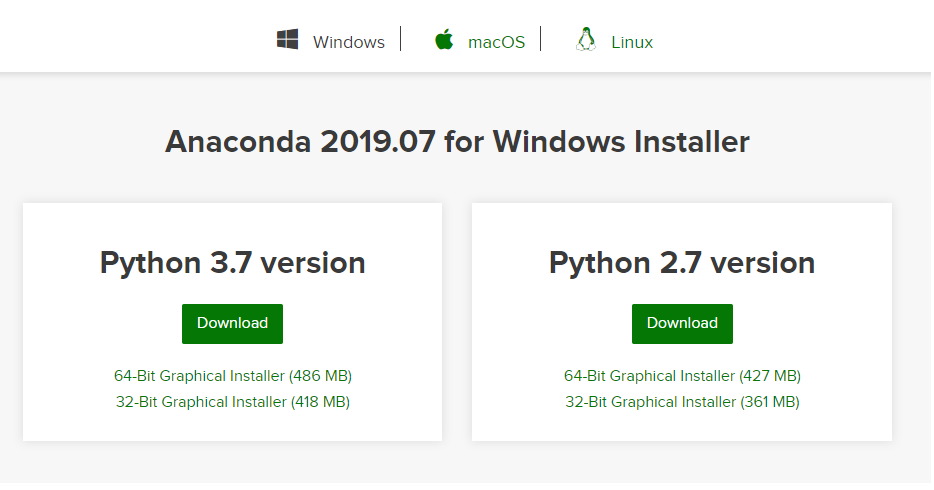 Windows macOS Linux
Anaconda 2019.07 for Windows Installer
Python 3.7 version
Download
64-Bit Graphical Installer (486 MB)
32-Bit Graphical Installer (418 MB)
Python 2.7 version
Download
64-Bit Graphical Installer (427 MB)
32-Bit Graphical Installer (361 MB)